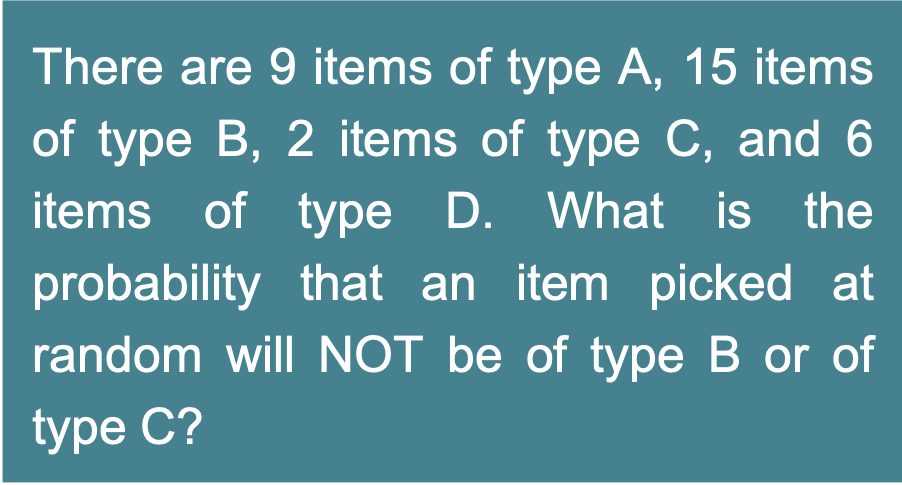 There are 9 items of type A, 15 items
of type B, 2 items of type C, and 6
items of type D. What is the
probability that an item picked at
random will NOT be of type B or of
type C?